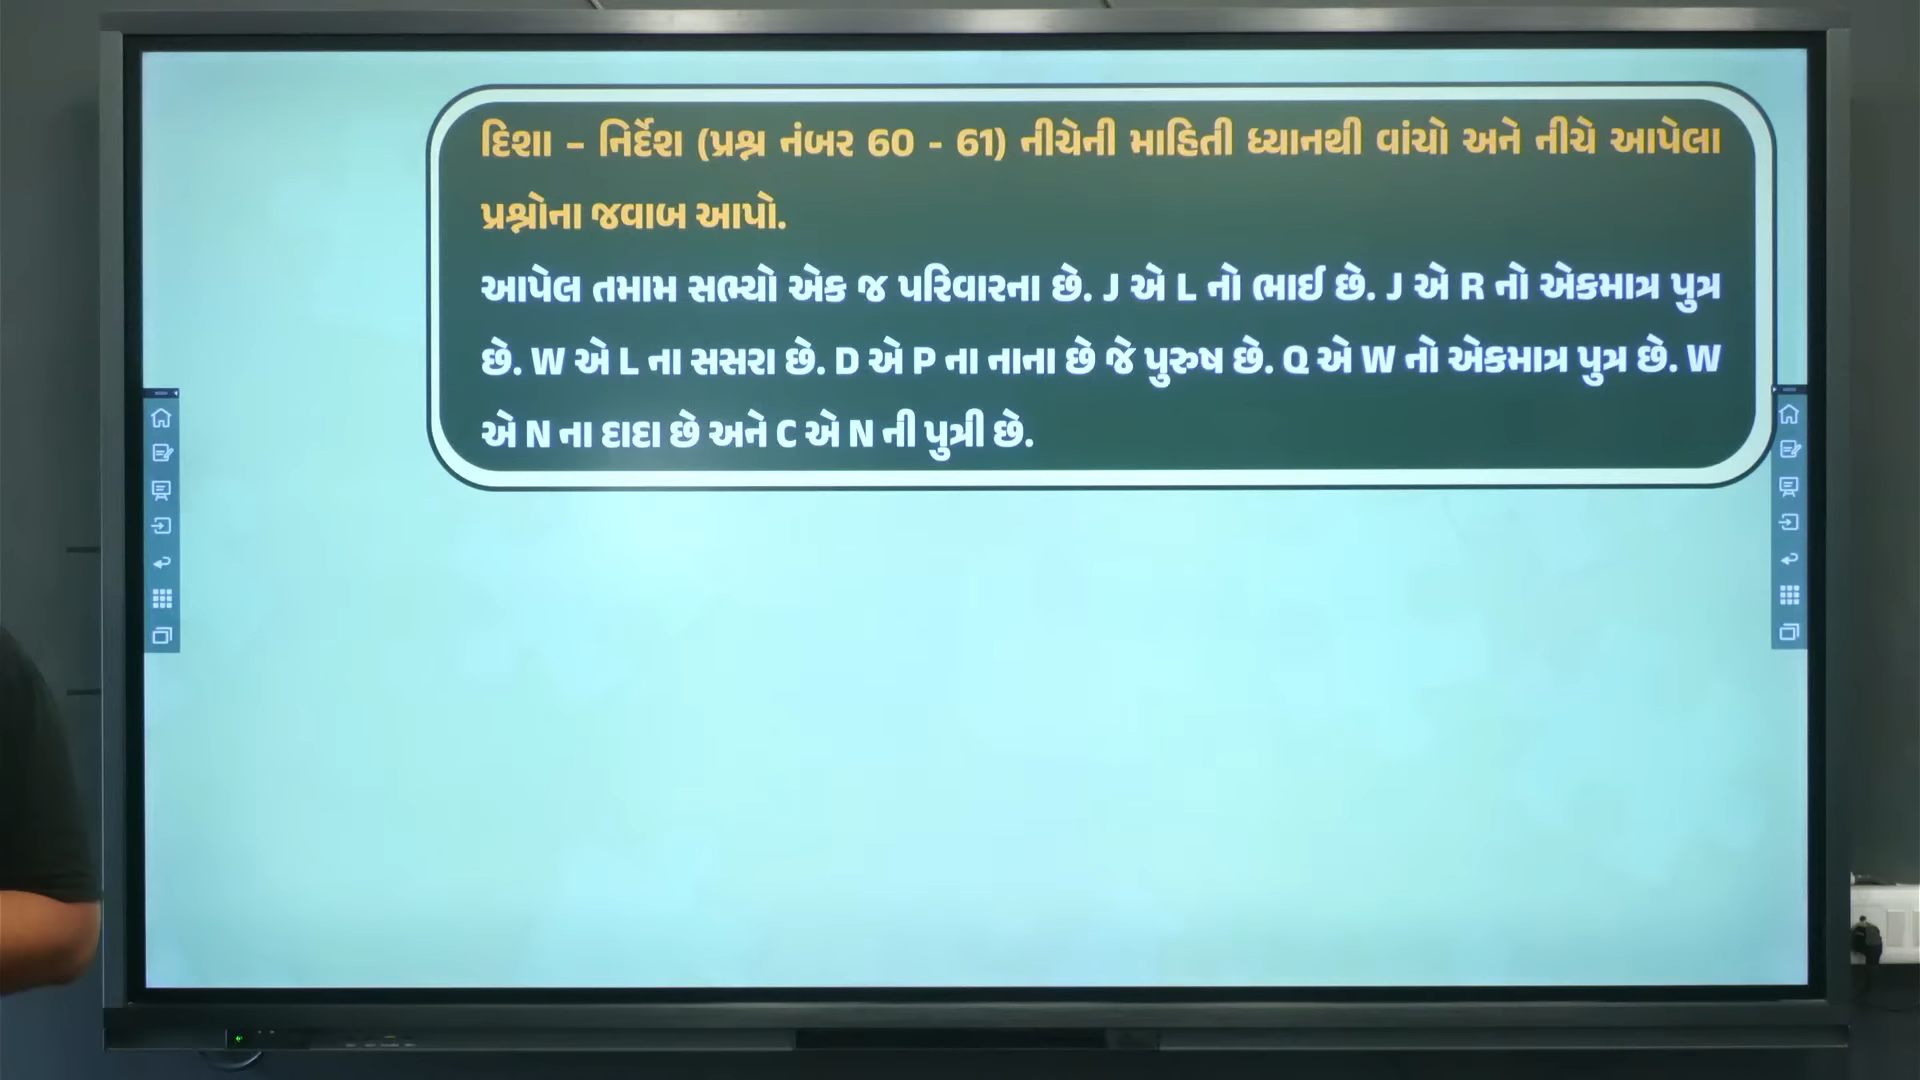 દિશા – નિર્દેશ (પ્રશ્ન નંબર 60 - 61) નીચેની માહિતી ધ્યાનથી વાંચો અને નીચે આપેલા
પ્રશ્નોના જવાબ આપો.
આપેલ તમામ સભ્યો એક જ પરિવારના છે. J એ L નો ભાઈ છે. J એ R નો એકમાત્ર પુત્ર
છે. W એ L ના સસરા છે. D એ P ના નાના છે જે પુરુષ છે. Q એ W નો એકમાત્ર પુત્ર છે. W
એ N ના દાદા છે અને C એ N ની પુત્રી છે.